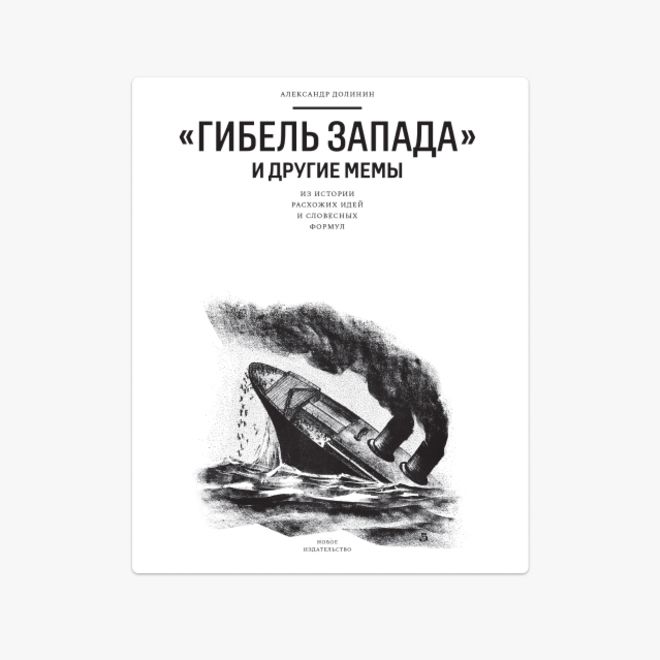 АЛЕКСАНДР ДОЛИНИН
«ГИБЕЛЬ ЗАПАДА»
И ДРУГИЕ МЕМЫ
ИЗ ИСТОРИИ
РАСХОЖИХ ИДЕЙ
И СЛОВЕСНЫХ
ФОРМУЛ
НОВОЕ
ИЗДАТЕЛЬСТВО